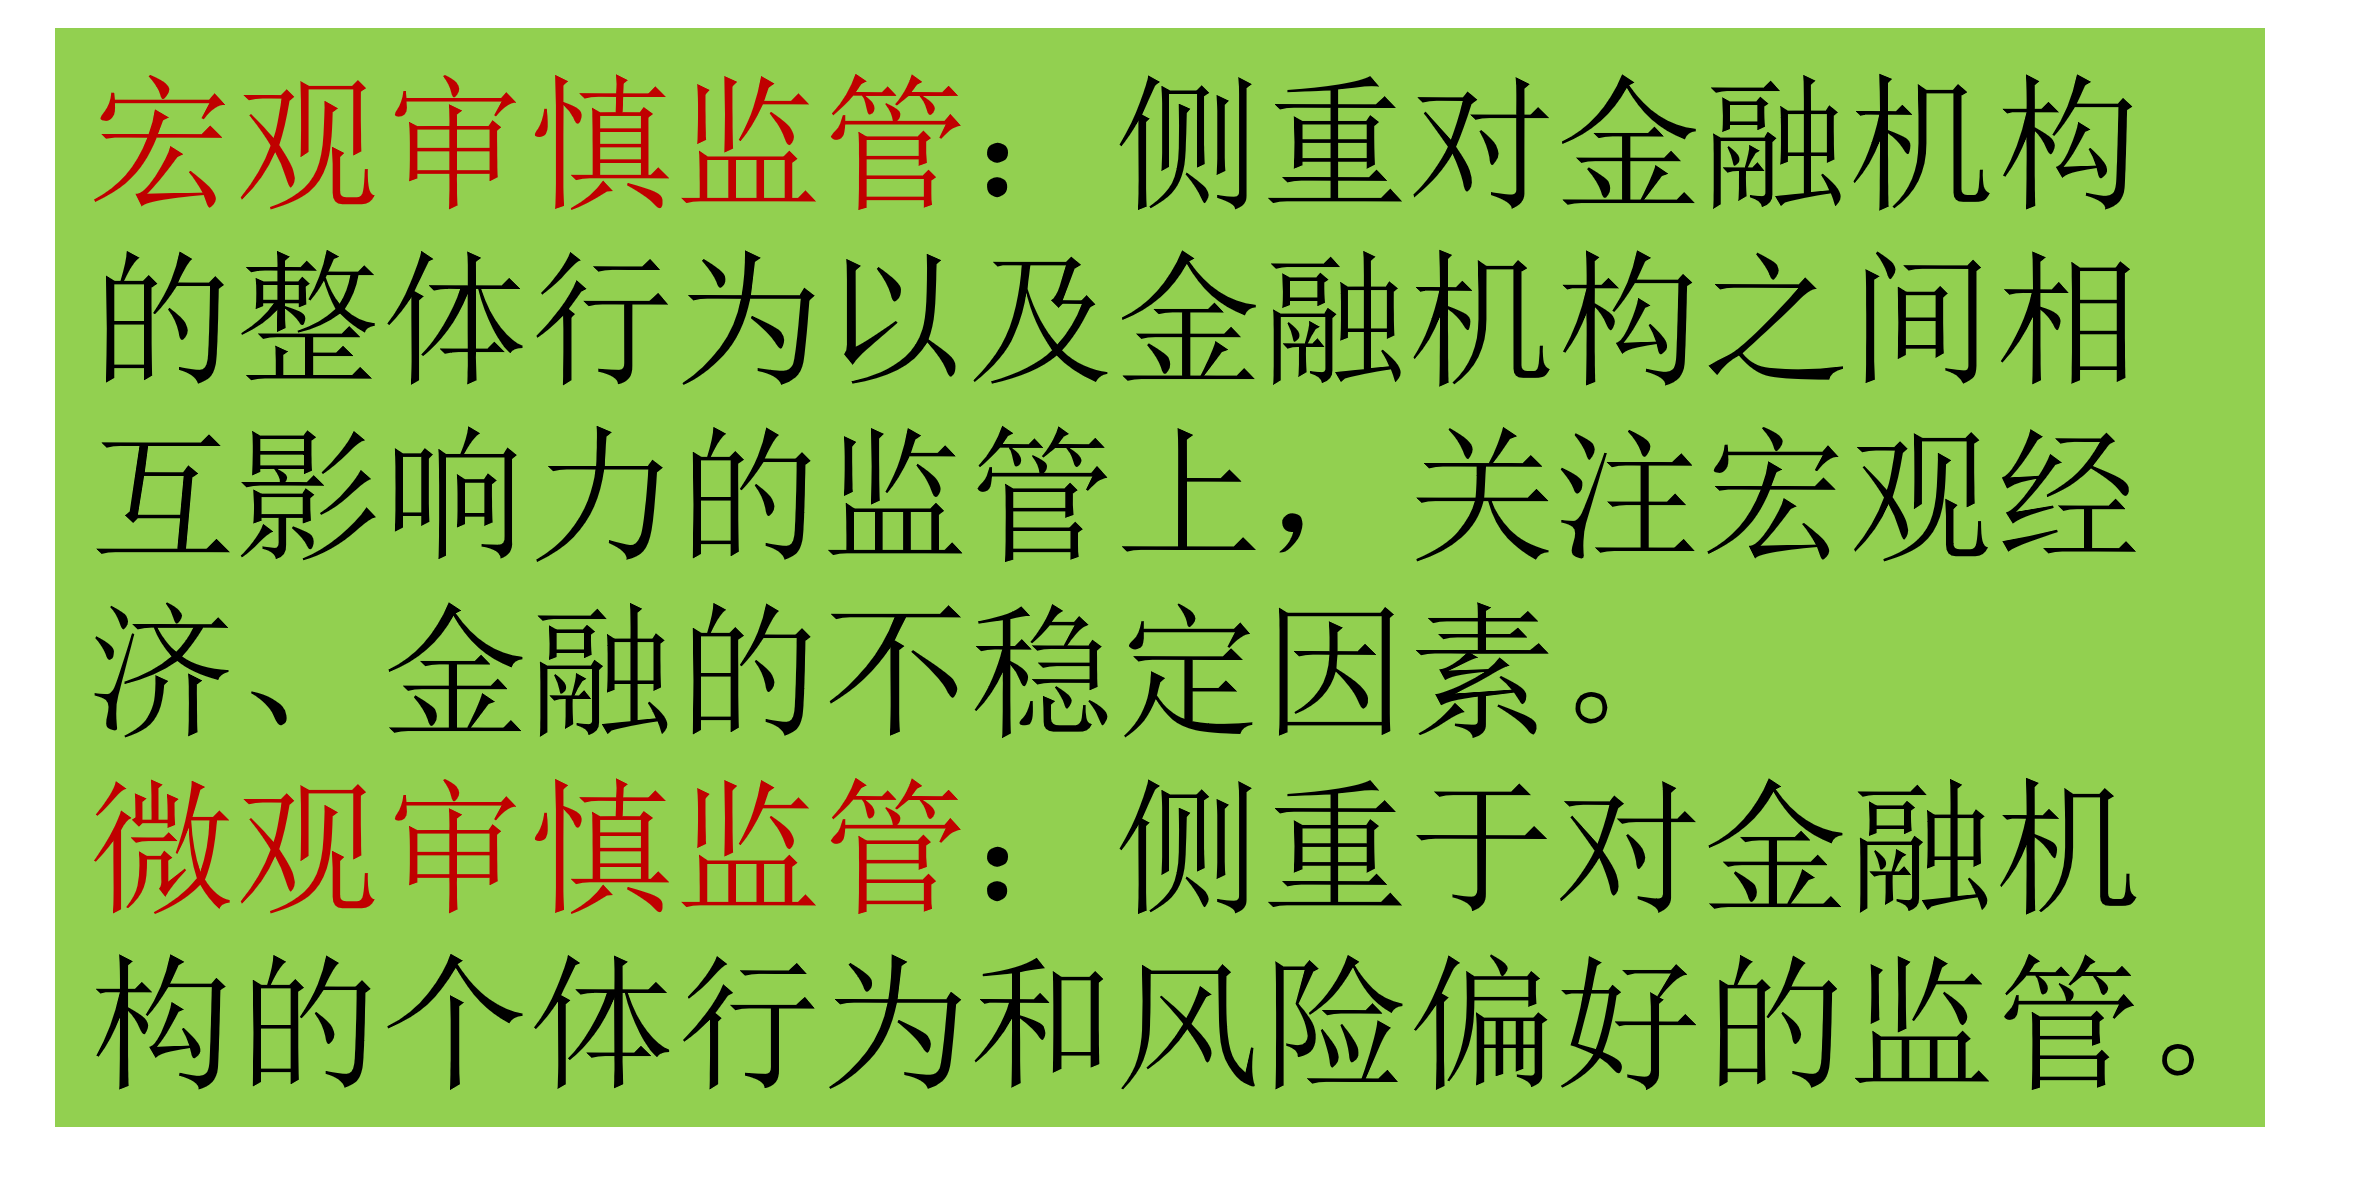 宏观审慎监管：侧重对金融机构
的整体行为以及金融机构之间相
互影响力的监管上，关注宏观经
济、金融的不稳定因素。
微观审慎监管：侧重于对金融机
构的个体行为和风险偏好的监管。